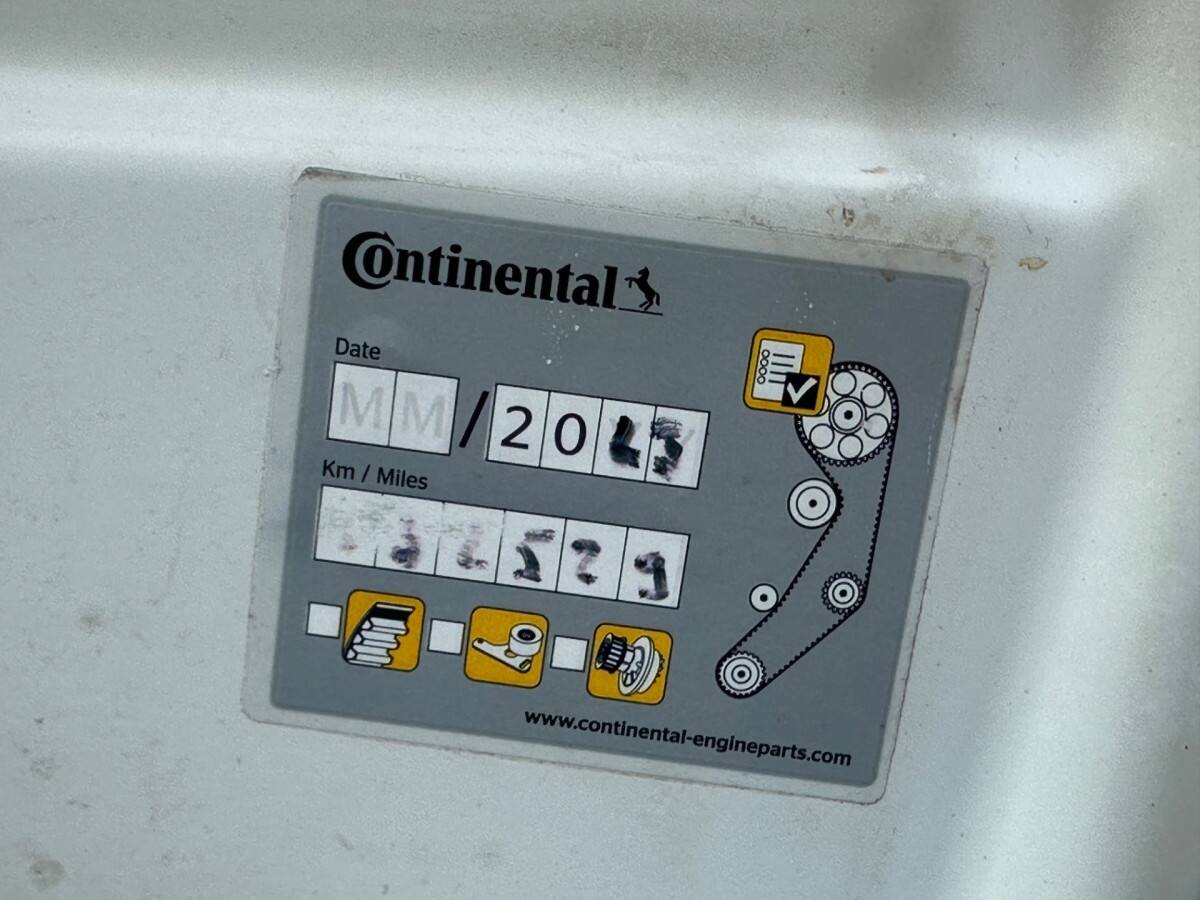 Continental
Date
MM/20
Km / Miles
www.continental-engineparts.com